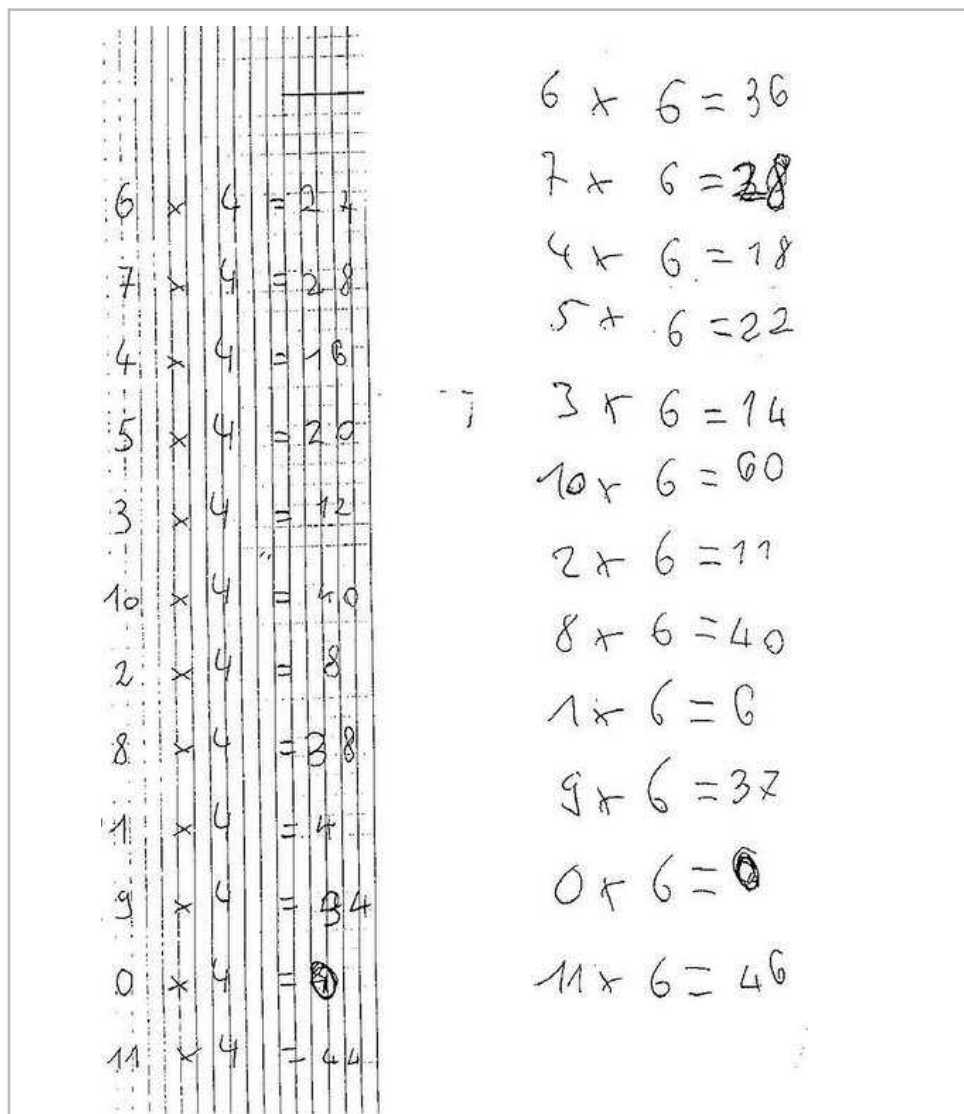 6 × 4 = 27
7 × 4 = 28
4 × 4 = 16
5 × 4 = 20
3 × 4 = 12
10 × 4 = 40
2 × 4 = 8
8 × 4 = 38
1 × 4 = 4
9 × 4 = 34
0 × 4 =
11 × 4 = 44
6 × 6 = 36
7 × 6 = 38
4 × 6 = 18
5 × 6 = 22
3 × 6 = 14
10 × 6 = 60
2 × 6 = 11
8 × 6 = 40
1 × 6 = 6
9 × 6 = 37
0 × 6 = 0
11 × 6 = 46